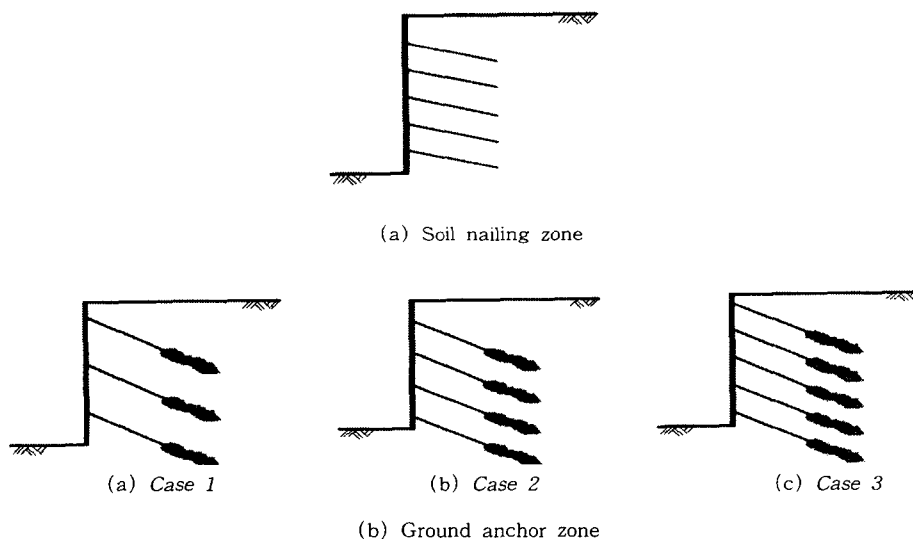 (a) Soil nailing zone
(a) Case 1
(b) Case 2
(c) Case 3
(b) Ground anchor zone